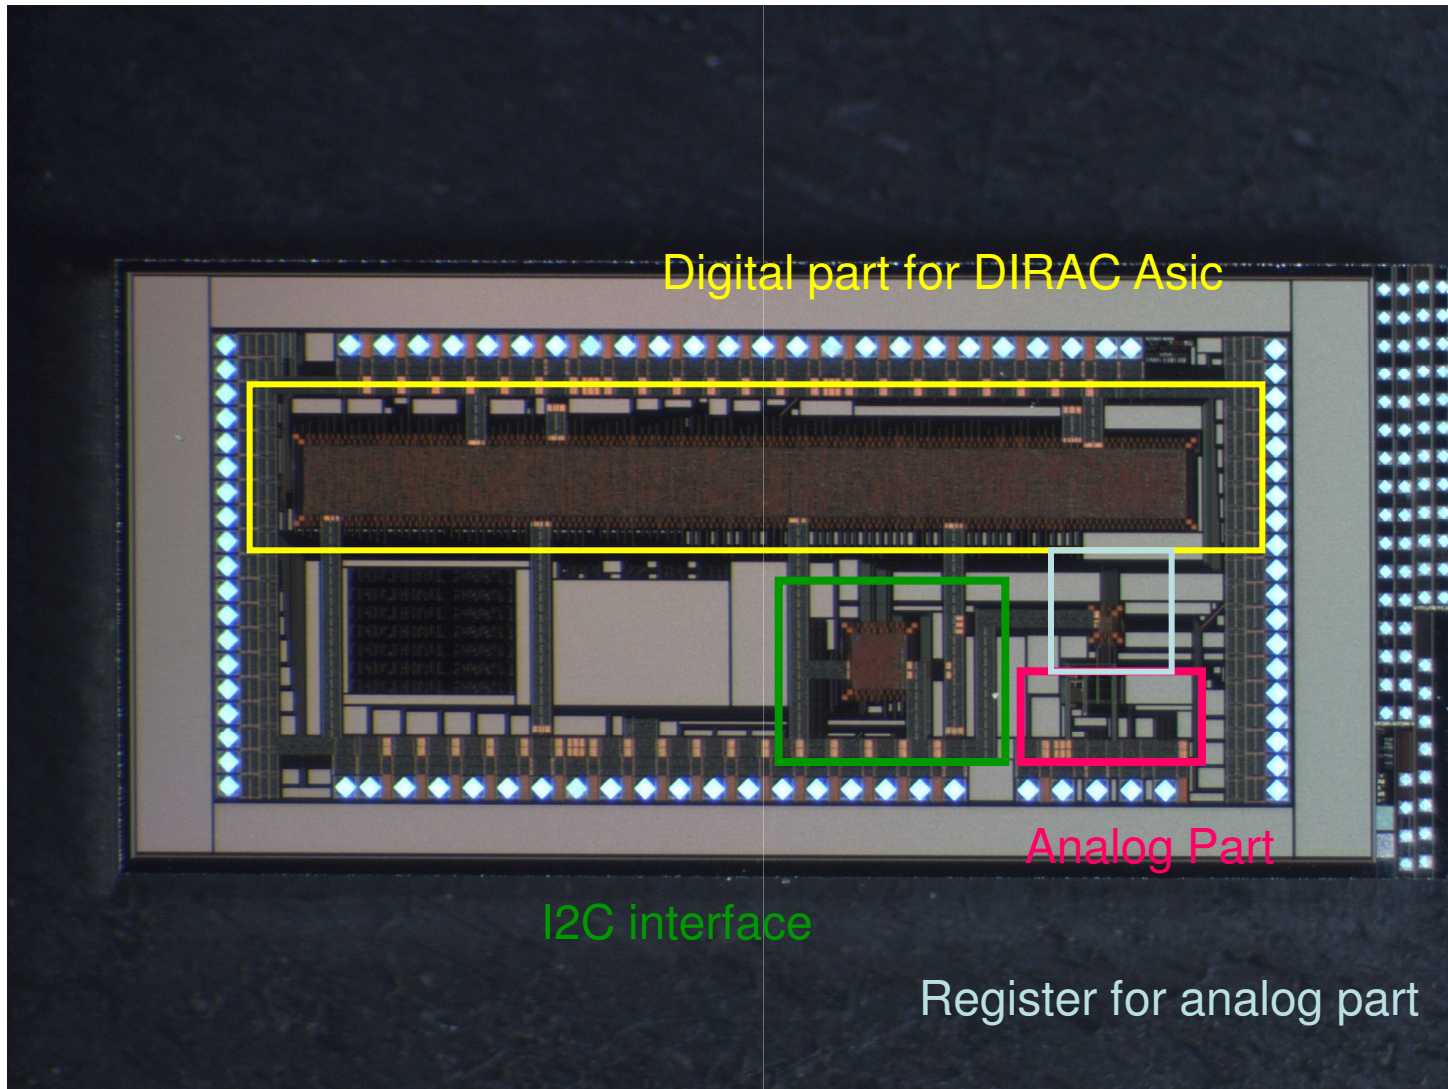 Digital part for DIRAC Asic
Analog Part
I2C interface
Register for analog part